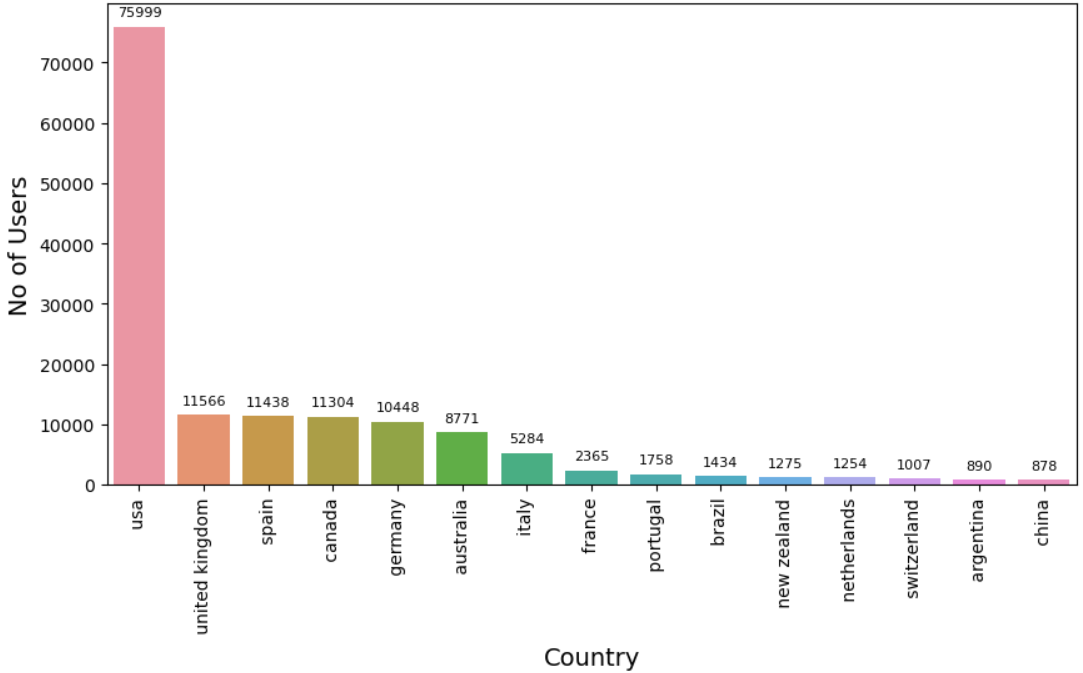 75999
70000
60000
50000
40000
30000
20000
10000
0
No of Users
11566
11438
11304
10448
8771
5284
2365
1758
1434
1275
1254
1007
890
878
usa
united kingdom
spain
canada
germany
australia
italy
france
portugal
brazil
new zealand
netherlands
switzerland
argentina
china
Country